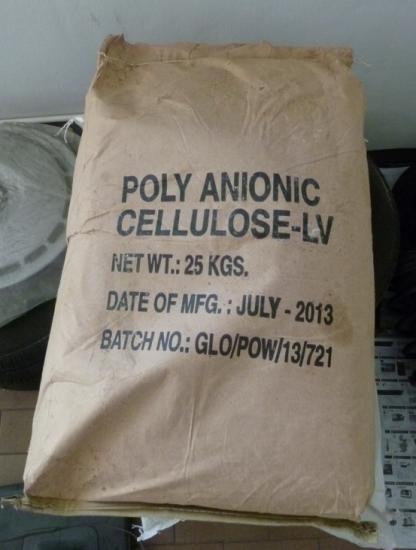 POLY ANIONIC
CELLULOSE-LV
NET WT.: 25 KGS.
DATE OF MFG. : JULY - 2013
BATCH NO.: GLO/POW/13/721